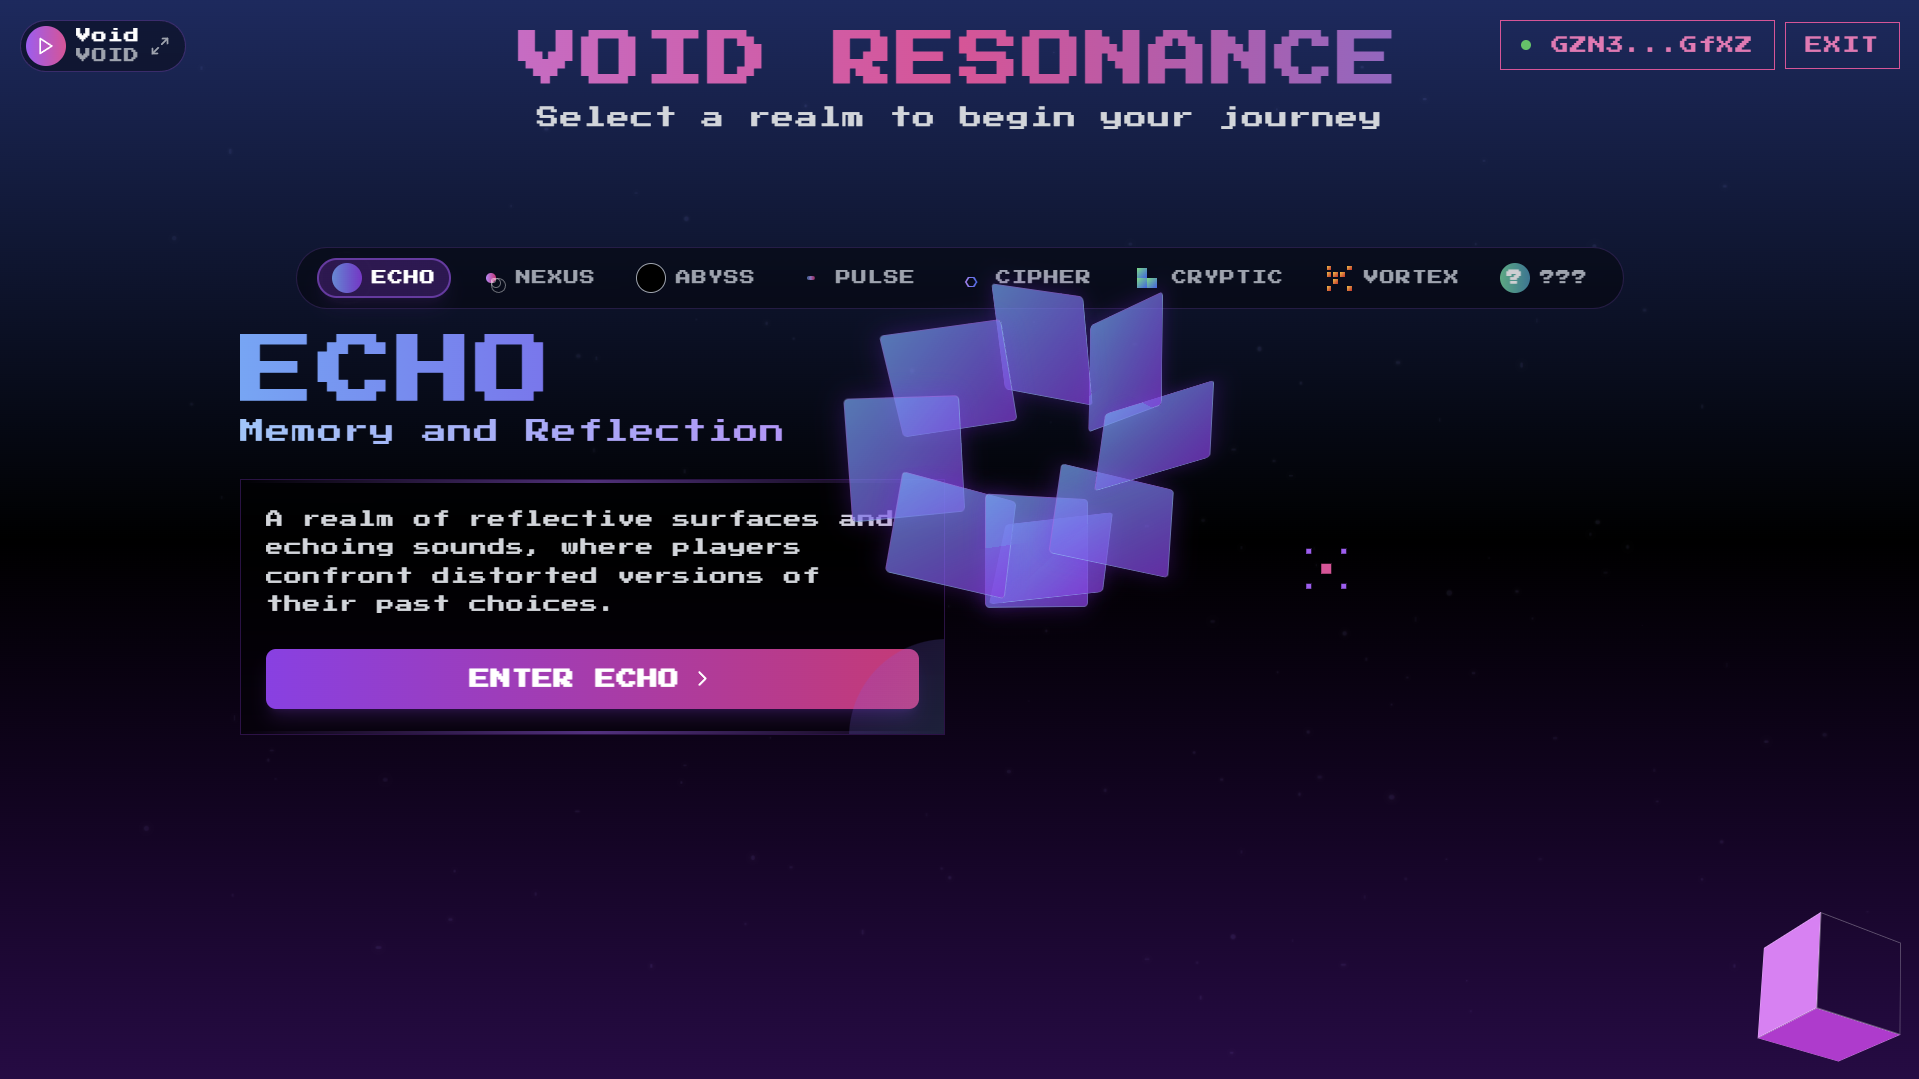 Void
VOID
VOID RESONANCE
GZN3...GfXZ
EXIT
Select a realm to begin your journey
ECHO
NEXUS
ABYSS
PULSE
CIPHER
CRYPTIC
VORTEX
? ???
ECHO
Memory and Reflection
A realm of reflective surfaces and
echoing sounds, where players
confront distorted versions of
their past choices.
ENTER ECHO